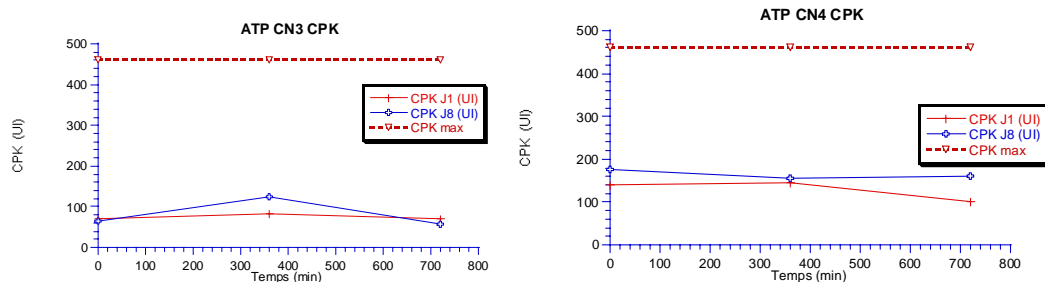 ATP CN3 CPK
500
400
300
200
100
0
CPK (UI)
CPK J1 (UI)
CPK J8 (UI)
CPK max
0 100 200 300 400 500 600 700 800
Temps (min)
ATP CN4 CPK
500
400
300
200
100
0
CPK (UI)
CPK J1 (UI)
CPK J8 (UI)
CPK max
0 100 200 300 400 500 600 700 800
Temps (min)